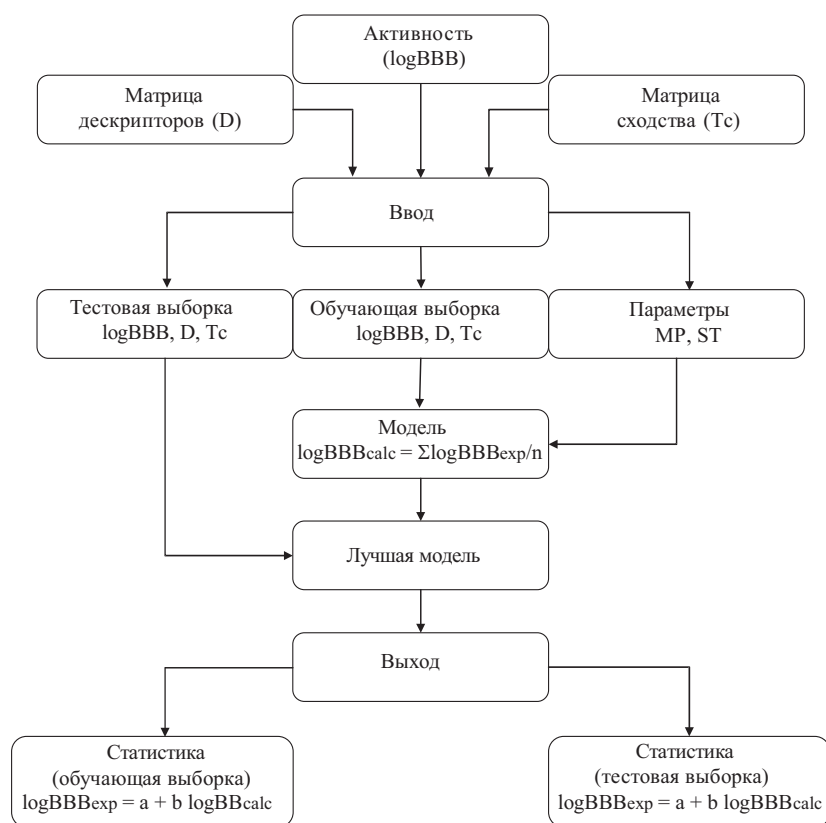 Активность
(logBBB)
Матрица
дескрипторов (D)
Матрица
сходства (Tc)
Ввод
Тестовая выборка
logBBB, D, Tc
Обучающая выборка
logBBB, D, Tc
Параметры
MP, ST
Модель
logBBBcalc = ΣlogBBBexp/n
Лучшая модель
Выход
Статистика
(обучающая выборка)
logBBBexp = a + b logBBcalc
Статистика
(тестовая выборка)
logBBBexp = a + b logBBBcalc